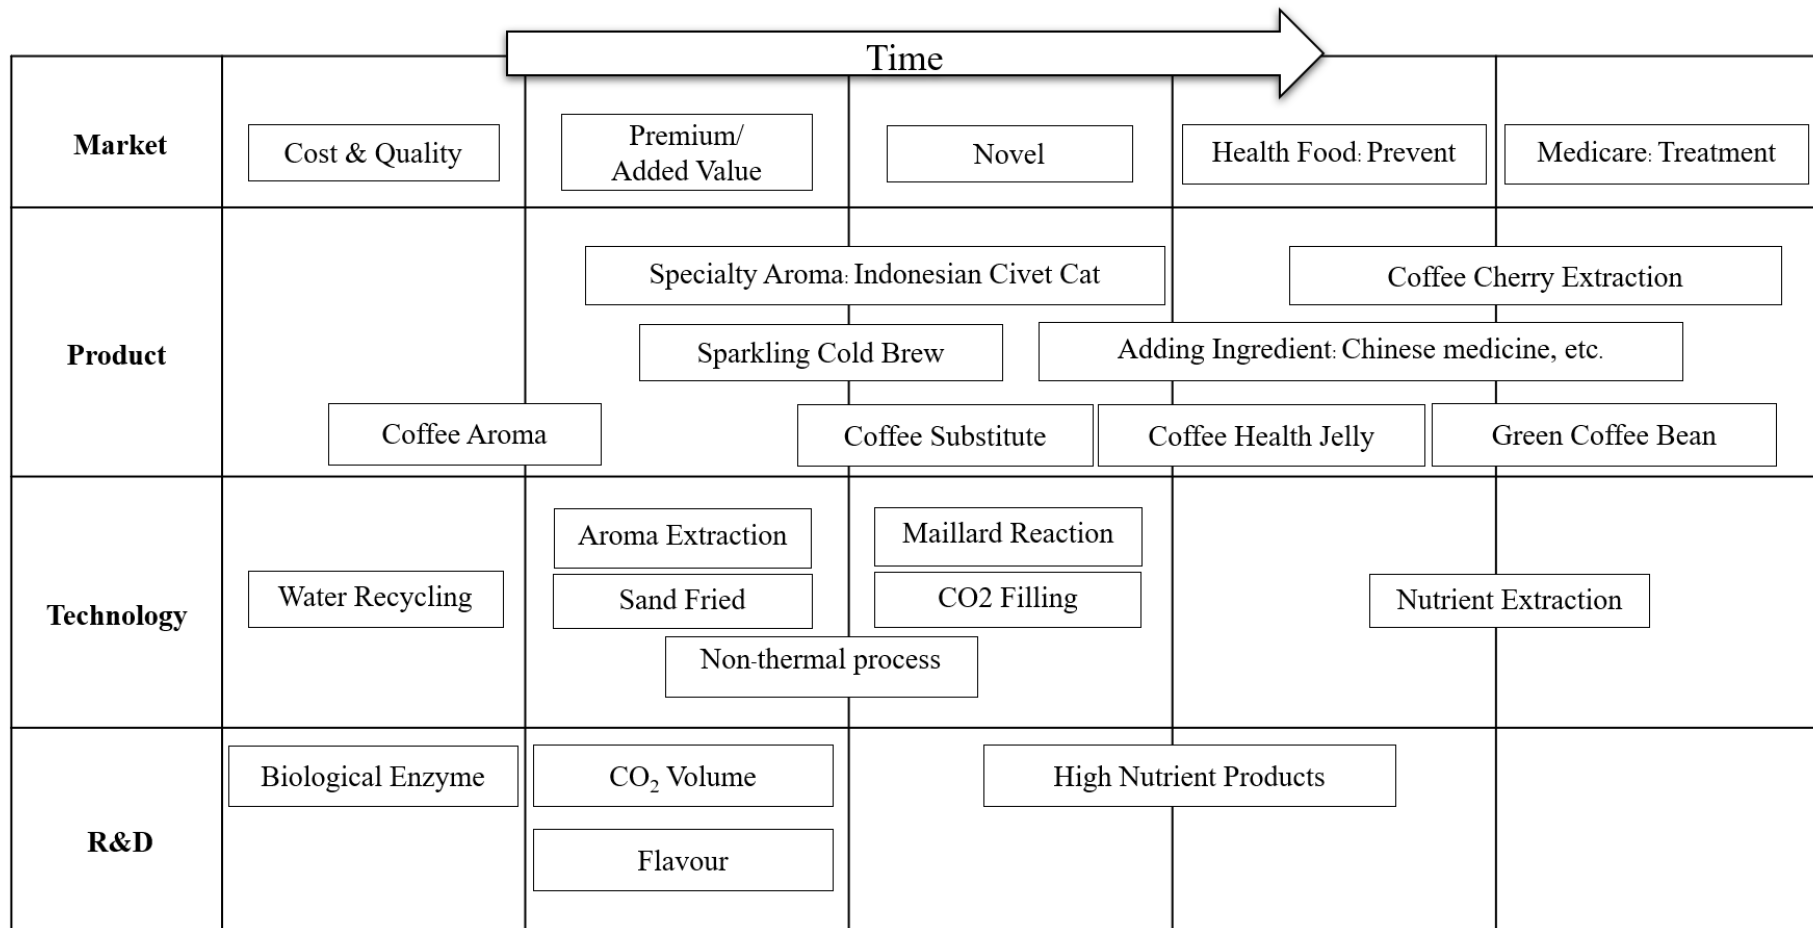 Time
Market
Cost & Quality
Premium/
Added Value
Novel
Health Food: Prevent
Medicare: Treatment
Product
Specialty Aroma: Indonesian Civet Cat
Coffee Cherry Extraction
Sparkling Cold Brew
Adding Ingredient: Chinese medicine, etc.
Coffee Aroma
Coffee Substitute
Coffee Health Jelly
Green Coffee Bean
Technology
Aroma Extraction
Maillard Reaction
Water Recycling
Sand Fried
CO2 Filling
Nutrient Extraction
Non-thermal process
R&D
Biological Enzyme
CO₂ Volume
High Nutrient Products
Flavour